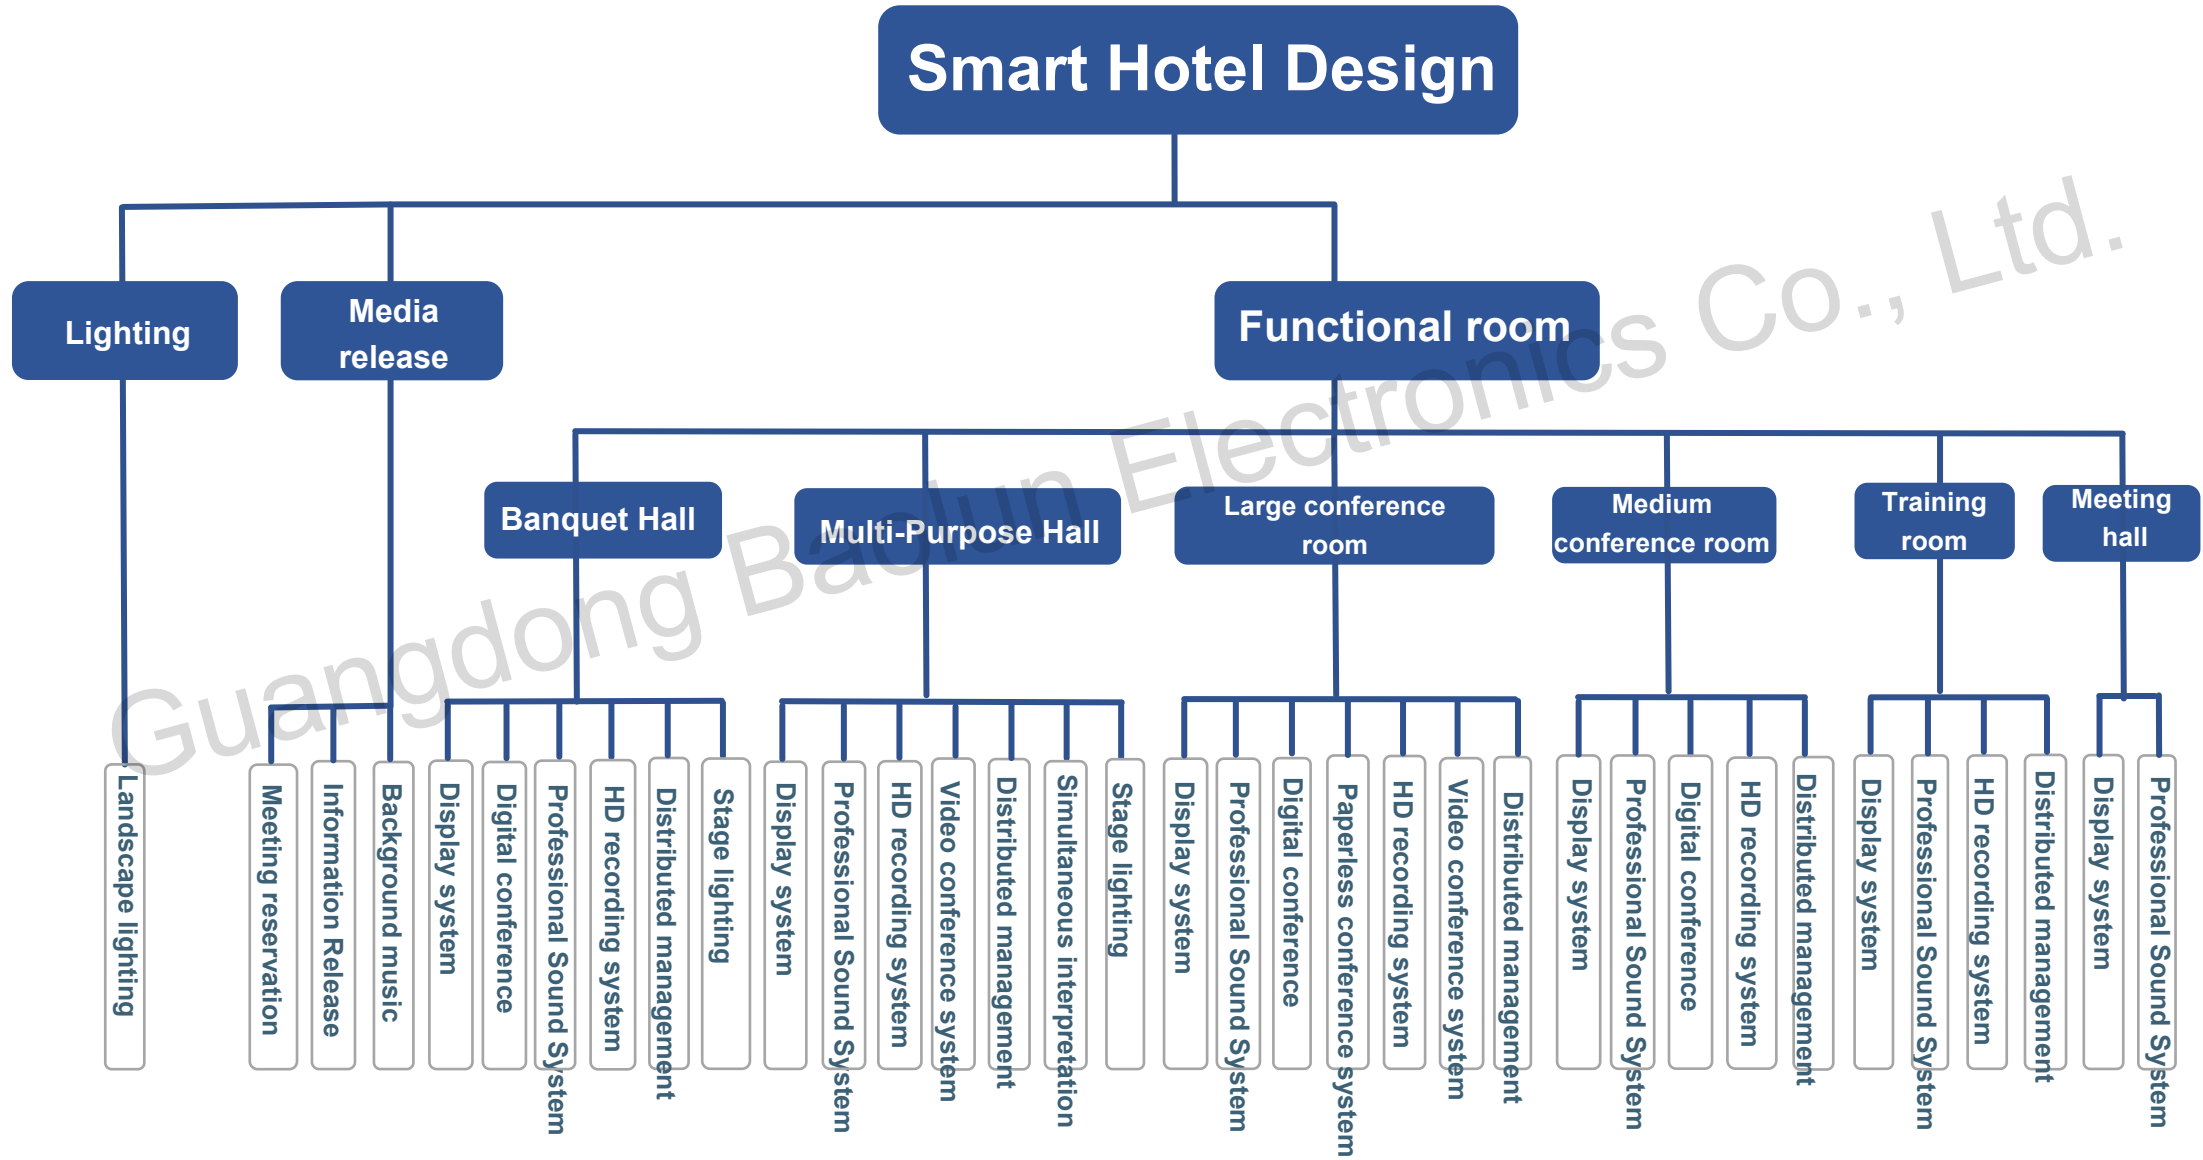 Smart Hotel Design
Lighting
Media
release
Functional room
Banquet Hall
Multi-Purpose Hall
Large conference
room
Medium
conference room
Training
room
Meeting
hall
Landscape lighting
Meeting reservation
Information Release
Background music
Display system
Digital conference
Professional Sound System
HD recording system
Distributed management
Stage lighting
Display system
Professional Sound System
HD recording system
Video conference system
Distributed management
Simultaneous interpretation
Stage lighting
Display system
Professional Sound System
Digital conference
Paperless conference system
HD recording system
Video conference system
Distributed management
Display system
Professional Sound System
Digital conference
HD recording system
Distributed management
Display system
Professional Sound System
HD recording system
Distributed management
Display system
Professional Sound System
Guangdong Baolun Electronics Co., Ltd.